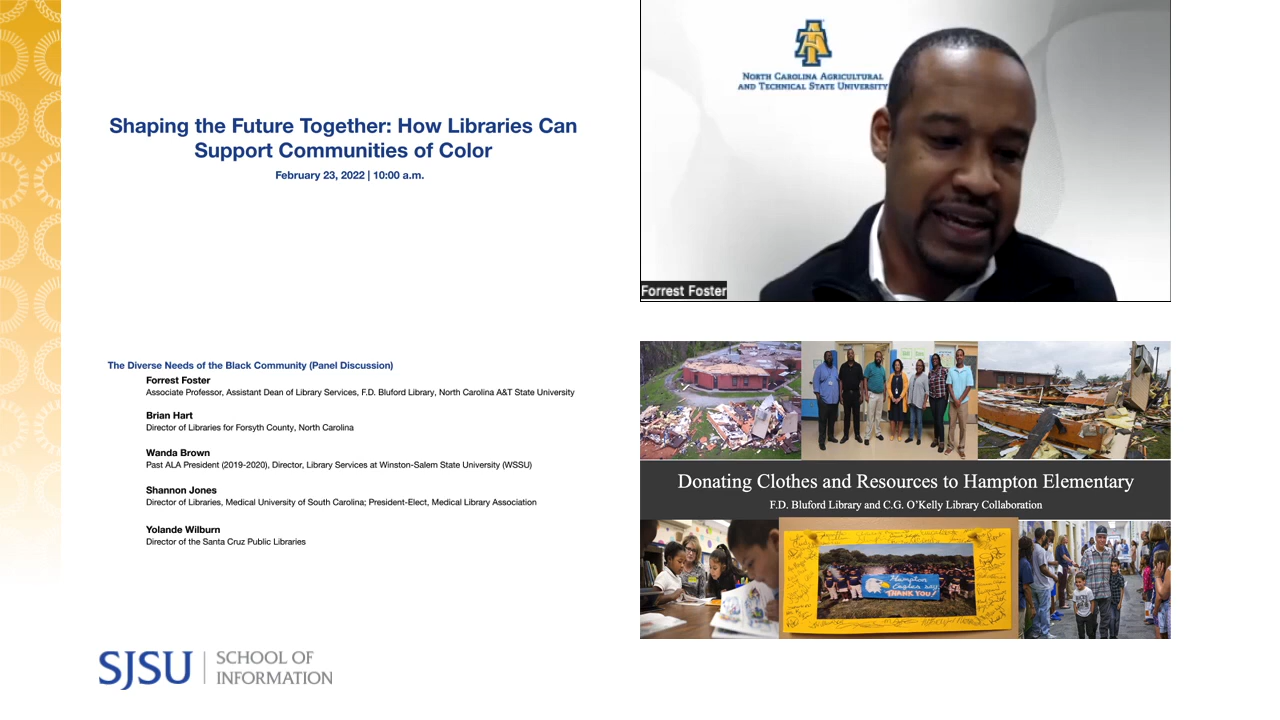 Shaping the Future Together: How Libraries Can
Support Communities of Color
February 23, 2022 | 10:00 a.m.
The Diverse Needs of the Black Community (Panel Discussion)
Forrest Foster
Associate Professor, Assistant Dean of Library Services, F.D. Bluford Library, North Carolina A&T State University
Brian Hart
Director of Libraries for Forsyth County, North Carolina
Wanda Brown
Past ALA President (2019-2020), Director, Library Services at Winston-Salem State University (WSSU)
Shannon Jones
Director of Libraries, Medical University of South Carolina; President-Elect, Medical Library Association
Yolande Wilburn
Director of the Santa Cruz Public Libraries
SJSU | SCHOOL OF
INFORMATION
NORTH CAROLINA AGRICULTURAL
AND TECHNICAL STATE UNIVERSITY
Forrest Foster
Donating Clothes and Resources to Hampton Elementary
F.D. Bluford Library and C.G. O'Kelly Library Collaboration
Hampton
Eagles say
THANK YOU!